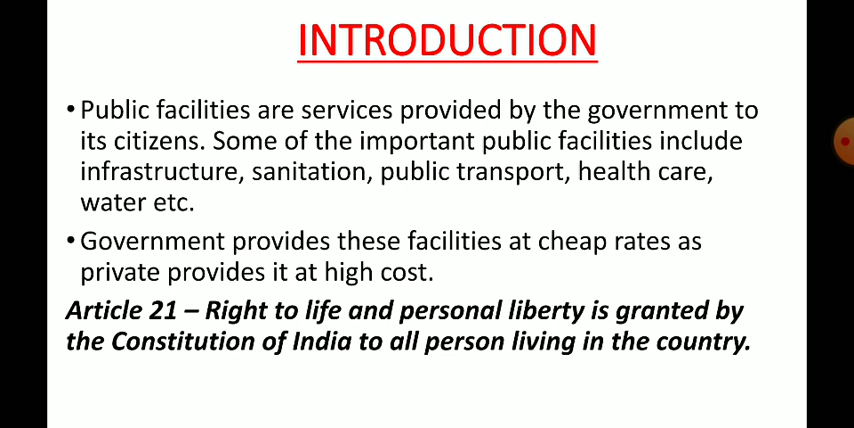 INTRODUCTION
• Public facilities are services provided by the government to
its citizens. Some of the important public facilities include
infrastructure, sanitation, public transport, health care,
water etc.
• Government provides these facilities at cheap rates as
private provides it at high cost.
Article 21 – Right to life and personal liberty is granted by
the Constitution of India to all person living in the country.